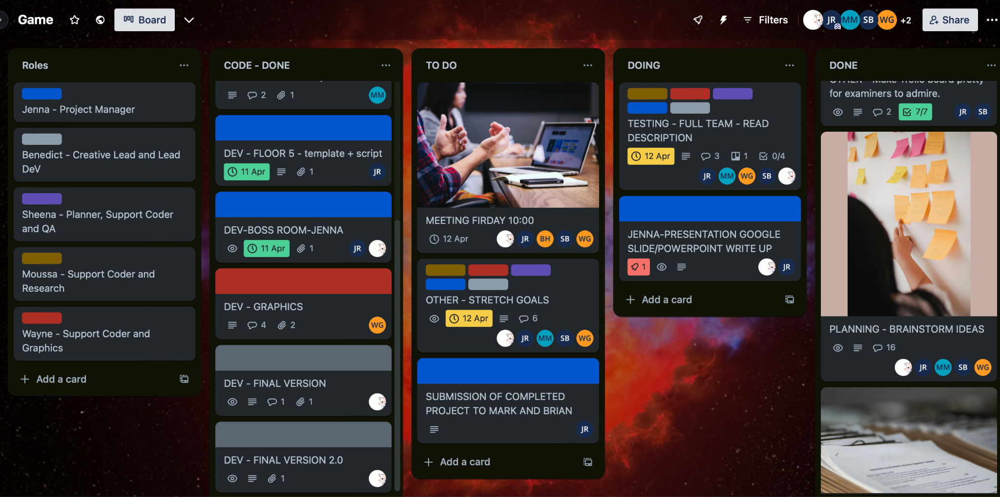 Game
Board
Filters
JR
MM
SB
WG
+2
Share
Roles
Jenna - Project Manager
Benedict - Creative Lead and Lead
DeV
Sheena - Planner, Support Coder
and QA
Moussa - Support Coder and
Research
Wayne - Support Coder and
Graphics
Add a card
CODE - DONE
2
1
MM
DEV - FLOOR 5 - template + script
11 Apr
1
JR
DEV-BOSS ROOM-JENNA
11 Apr
1
JR
DEV - GRAPHICS
4
2
WG
DEV - FINAL VERSION
1
1
DEV - FINAL VERSION 2.0
1
TO DO
MEETING FIRDAY 10:00
12 Apr
JR
BH
SB
WG
OTHER - STRETCH GOALS
12 Apr
6
JR
MM
SB
WG
SUBMISSION OF COMPLETED
PROJECT TO MARK AND BRIAN
JR
Add a card
DOING
TESTING - FULL TEAM - READ
DESCRIPTION
12 Apr
3
1
0/4
JR
MM
WG
SB
JENNA-PRESENTATION GOOGLE
SLIDE/POWERPOINT WRITE UP
1
JR
Add a card
DONE
OTHER - Make Trello board pretty
for examiners to admire.
2
7/7
JR
SB
PLANNING - BRAINSTORM IDEAS
16
JR
MM
SB
WG